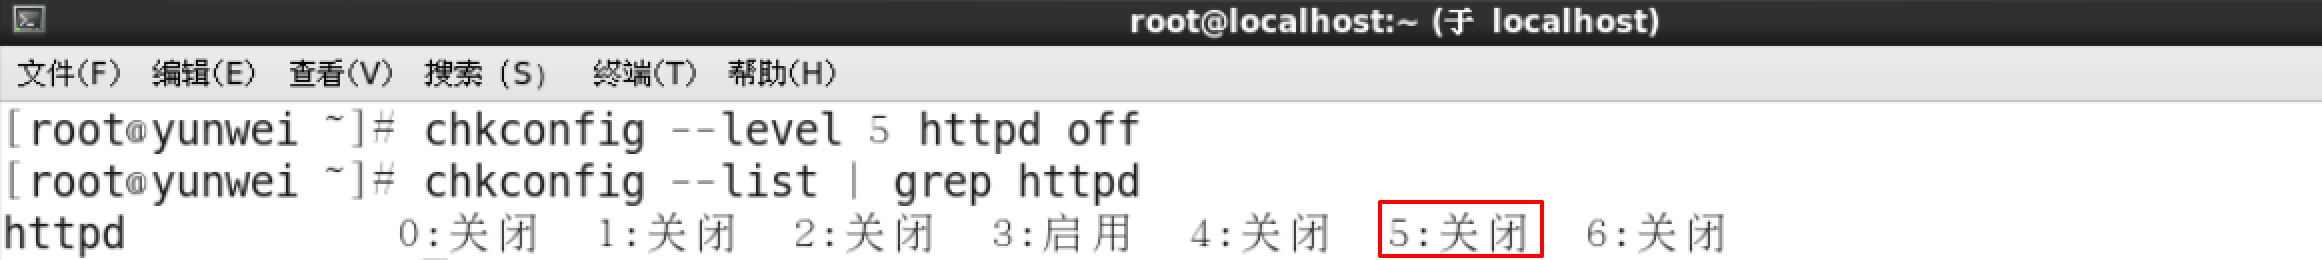 root@localhost:~ (于 localhost)
文件(F) 编辑(E) 查看(V) 搜索 (S) 终端(T) 帮助(H)
[root@yunwei ~]# chkconfig --level 5 httpd off
[root@yunwei ~]# chkconfig --list | grep httpd
httpd 0:关闭 1:关闭 2:关闭 3:启用 4:关闭 5:关闭 6:关闭